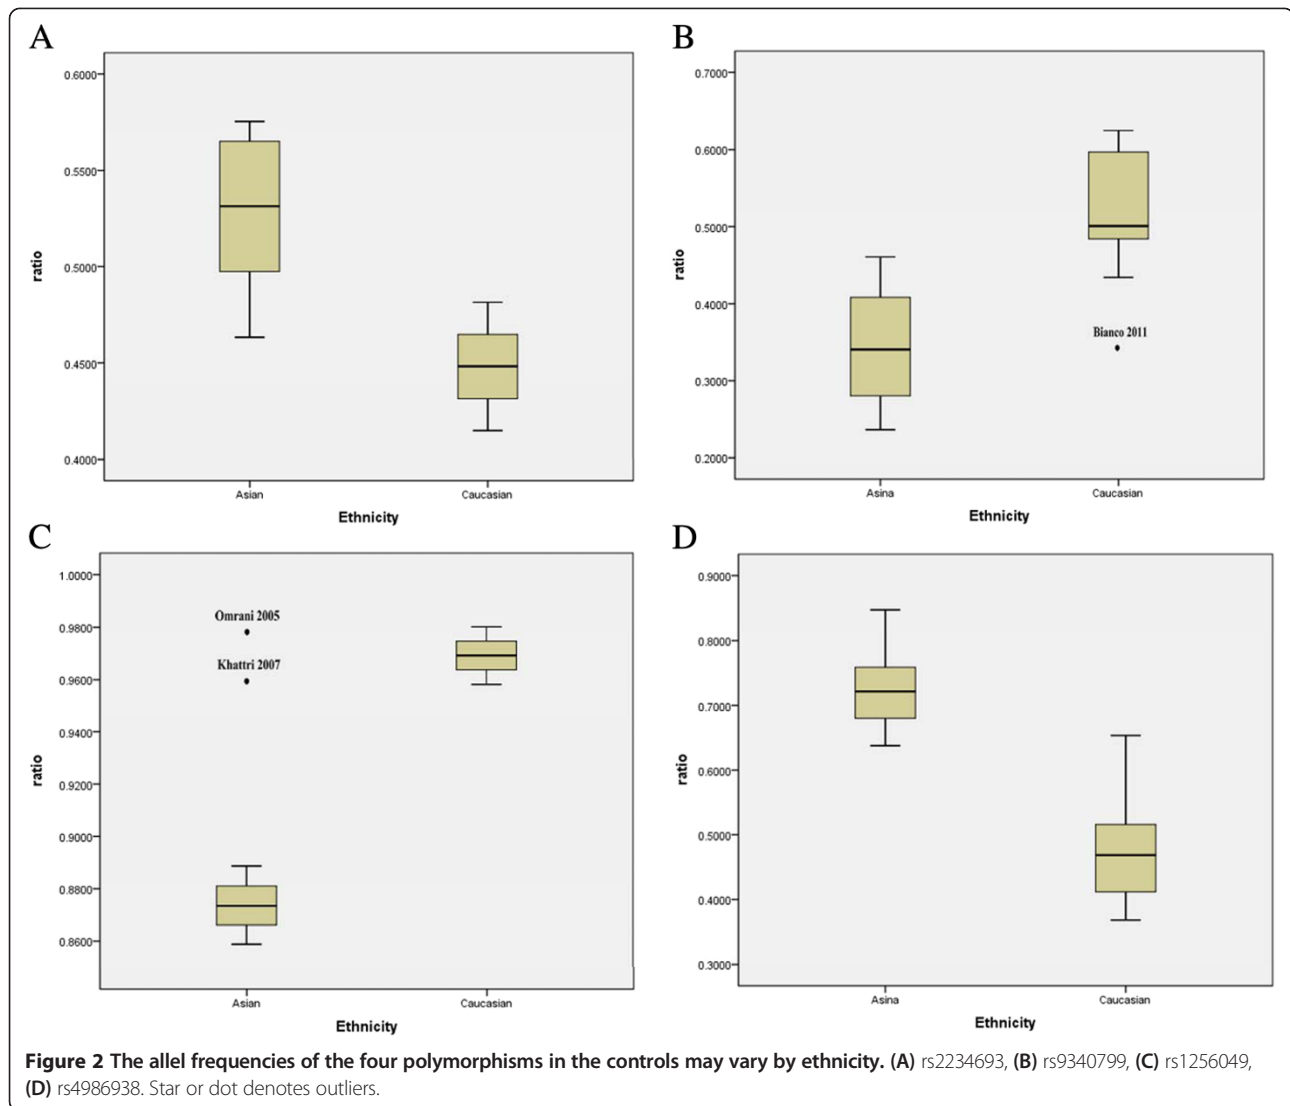 A
0.6000
0.5500
0.5000
0.4500
0.4000
ratio
Asian
Caucasian
Ethnicity
B
0.7000
0.6000
0.5000
0.4000
0.3000
0.2000
ratio
Bianco 2011
Asina
Caucasian
Ethnicity
C
1.0000
0.9800
0.9600
0.9400
0.9200
0.9000
0.8800
0.8600
ratio
Omrani 2005
Khattri 2007
Asian
Caucasian
Ethnicity
D
0.9000
0.8000
0.7000
0.6000
0.5000
0.4000
0.3000
ratio
Asina
Caucasian
Ethnicity
Figure 2 The allel frequencies of the four polymorphisms in the controls may vary by ethnicity. (A) rs2234693, (B) rs9340799, (C) rs1256049,
(D) rs4986938. Star or dot denotes outliers.